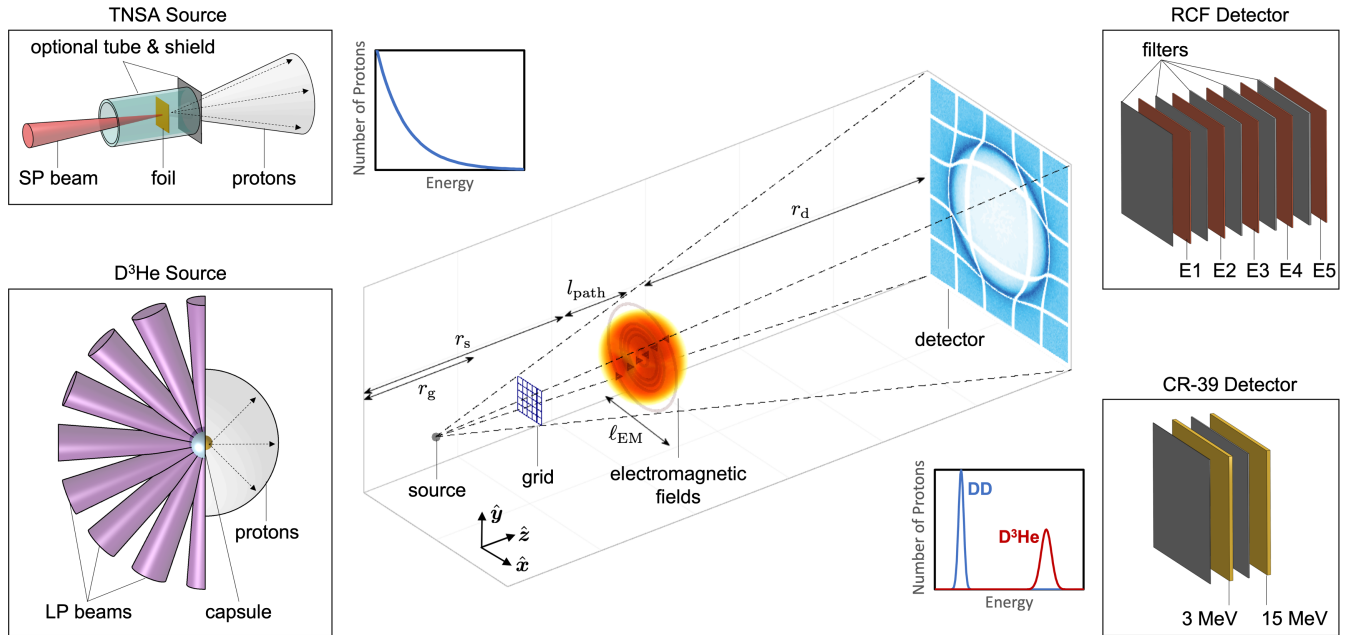 TNSA Source
optional tube & shield
SP beam
foil
protons
Number of Protons
Energy
D³He Source
protons
LP beams
capsule
r_d
l_path
r_s
r_g
ℓ_EM
source
grid
electromagnetic
fields
detector
ŷ
ẑ
x̂
Number of Protons
DD
D³He
Energy
RCF Detector
filters
E1 E2 E3 E4 E5
CR-39 Detector
3 MeV 15 MeV